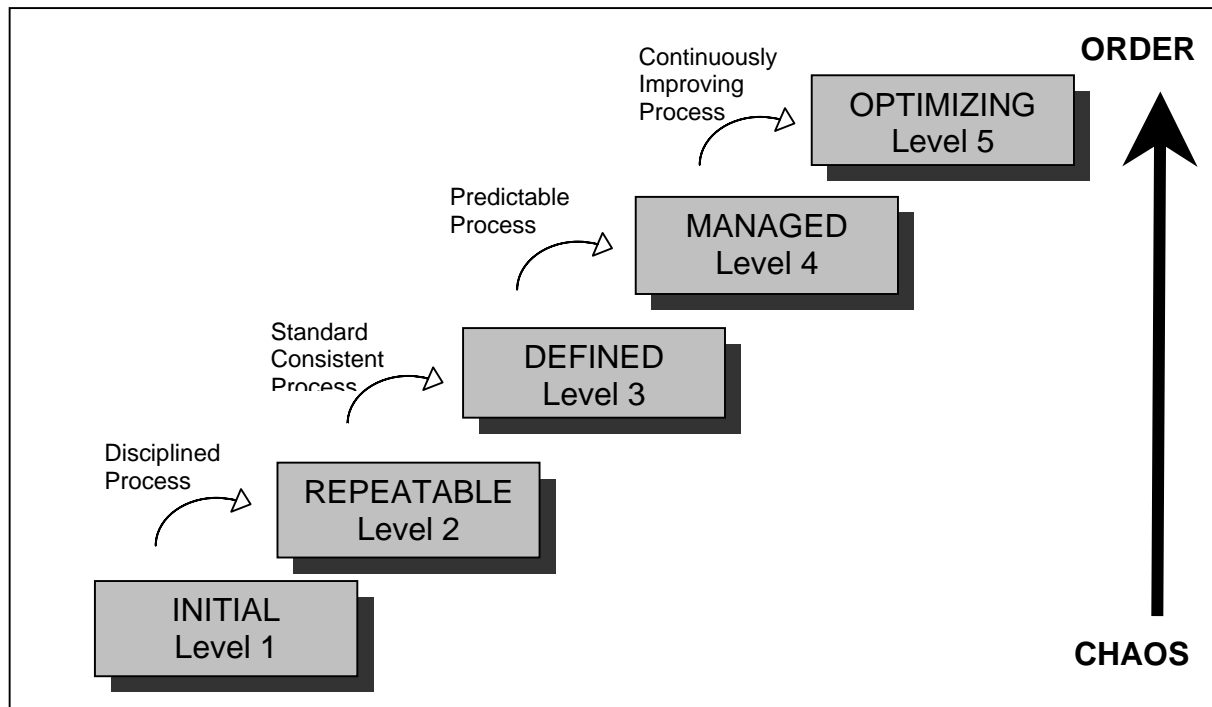 ORDER
Continuously
Improving
Process
OPTIMIZING
Level 5
Predictable
Process
MANAGED
Level 4
Standard
Consistent
Process
DEFINED
Level 3
Disciplined
Process
REPEATABLE
Level 2
INITIAL
Level 1
CHAOS